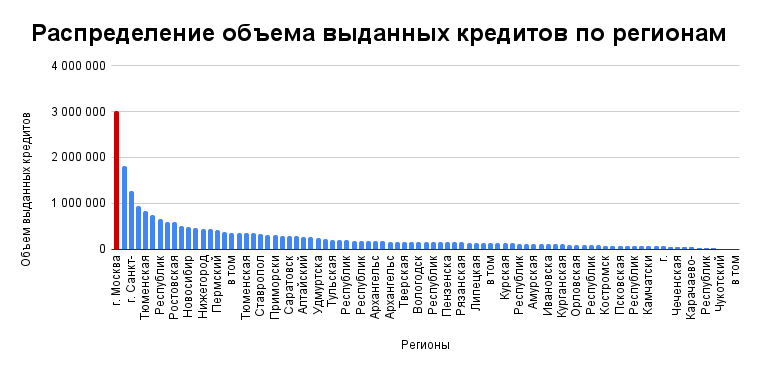 Распределение объема выданных кредитов по регионам
Объем выданных кредитов
4 000 000
3 000 000
2 000 000
1 000 000
0
г. Москва
г. Санкт-
Тюменская
Республик
Ростовская
Новосибир
Нижегород
Пермский
в том
Тюменская
Ставропол
Приморски
Саратовск
Алтайский
Удмуртска
Тульская
Республик
Республик
Архангельс
Архангельс
Тверская
Вологодск
Республик
Пензенска
Рязанская
Липецкая
в том
Курская
Республик
Амурская
Ивановска
Курганская
Орловская
Республик
Костромск
Псковская
Республик
Камчатски
г.
Чеченская
Карачаево-
Республик
Чукотский
в том
Регионы